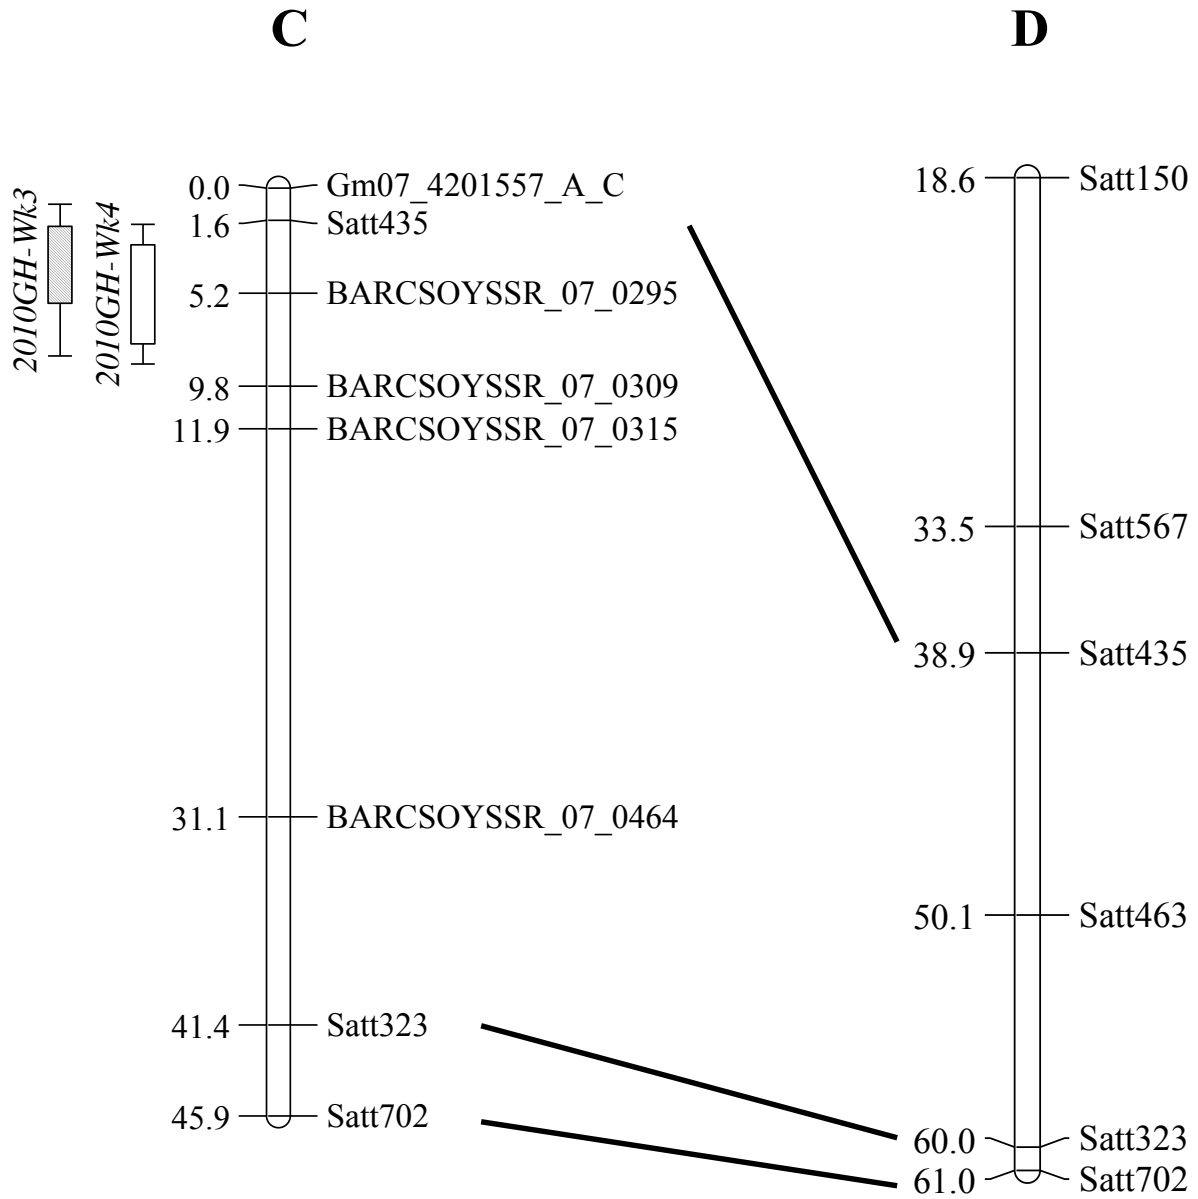 C
D
2010GH-Wk3
2010GH-Wk4
0.0 Gm07_4201557_A_C
1.6 Satt435
5.2 BARCSOYSSR_07_0295
9.8 BARCSOYSSR_07_0309
11.9 BARCSOYSSR_07_0315
31.1 BARCSOYSSR_07_0464
41.4 Satt323
45.9 Satt702
18.6 Satt150
33.5 Satt567
38.9 Satt435
50.1 Satt463
60.0 Satt323
61.0 Satt702